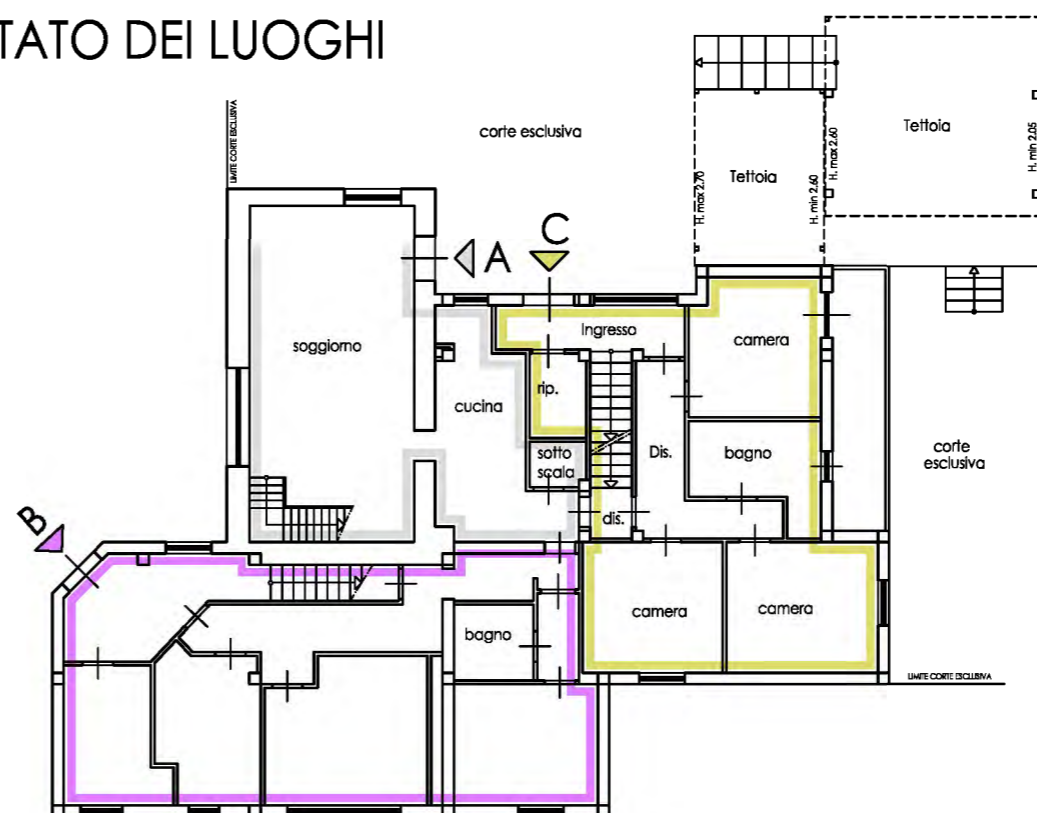 TATO DEI LUOGHI
LIMITE CORTE ESCLUSIVA
corte esclusiva
Tettoia
Tettoia
H. max 2.70
H. min 2.60
H. max 2.60
H. min 2.05
A
C
Ingresso
camera
soggiorno
rip.
cucina
sotto
scala
Dis.
bagno
corte
esclusiva
dis.
B
camera
camera
bagno
LIMITE CORTE ESCLUSIVA